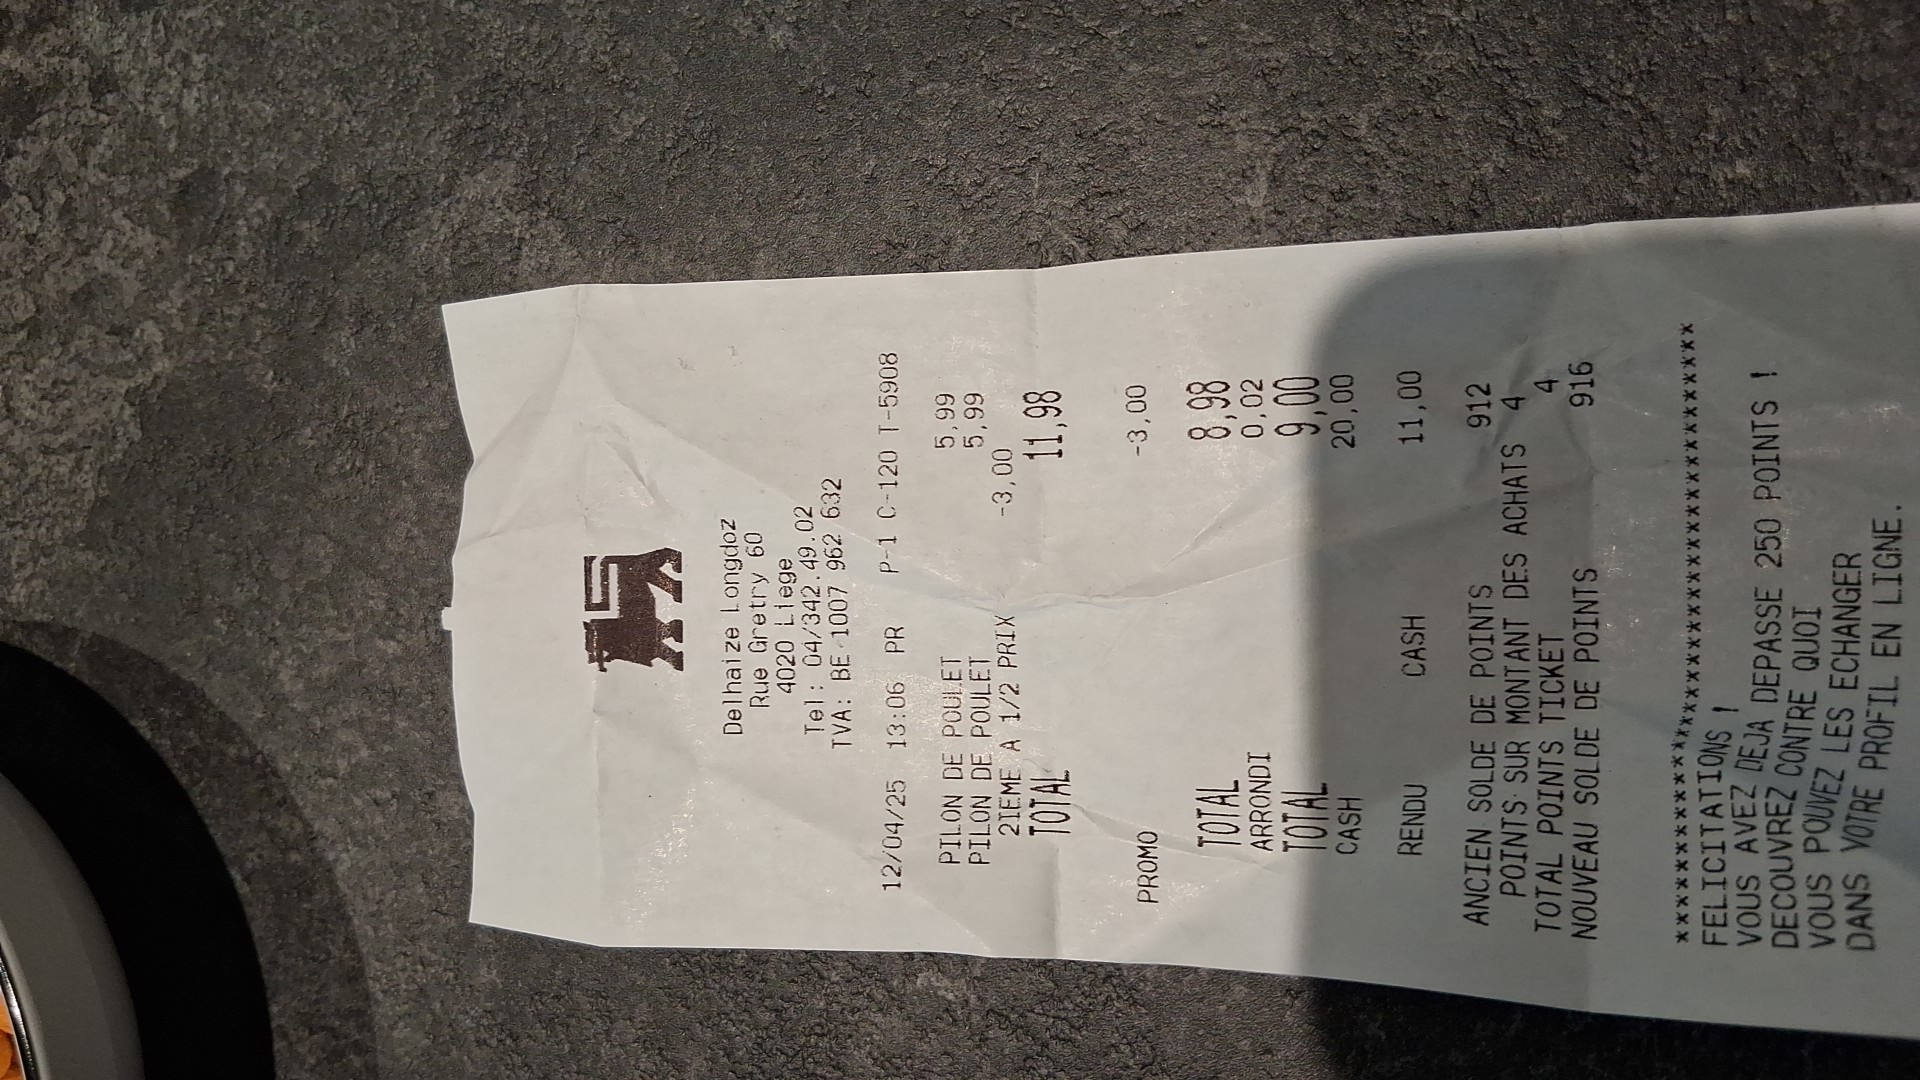 Delhaize Longdoz
Rue Gretry 60
4020 Liege
Tel: 04/342.49.02
TVA: BE 1007 962 632
12/04/25 13:06 PR P-1 C-120 T-5908
PILON DE POULET 5,99
PILON DE POULET 5,99
2IEME A 1/2 PRIX -3,00
TOTAL 11,98
PROMO -3,00
TOTAL 8,98
ARRONDI 0,02
TOTAL 9,00
CASH 20,00
RENDU CASH 11,00
ANCIEN SOLDE DE POINTS 912
POINTS SUR MONTANT DES ACHATS 4
TOTAL POINTS TICKET 4
NOUVEAU SOLDE DE POINTS 916
****************************************
FELICITATIONS !
VOUS AVEZ DEJA DEPASSE 250 POINTS !
DECOUVREZ CONTRE QUOI
VOUS POUVEZ LES ECHANGER
DANS VOTRE PROFIL EN LIGNE.